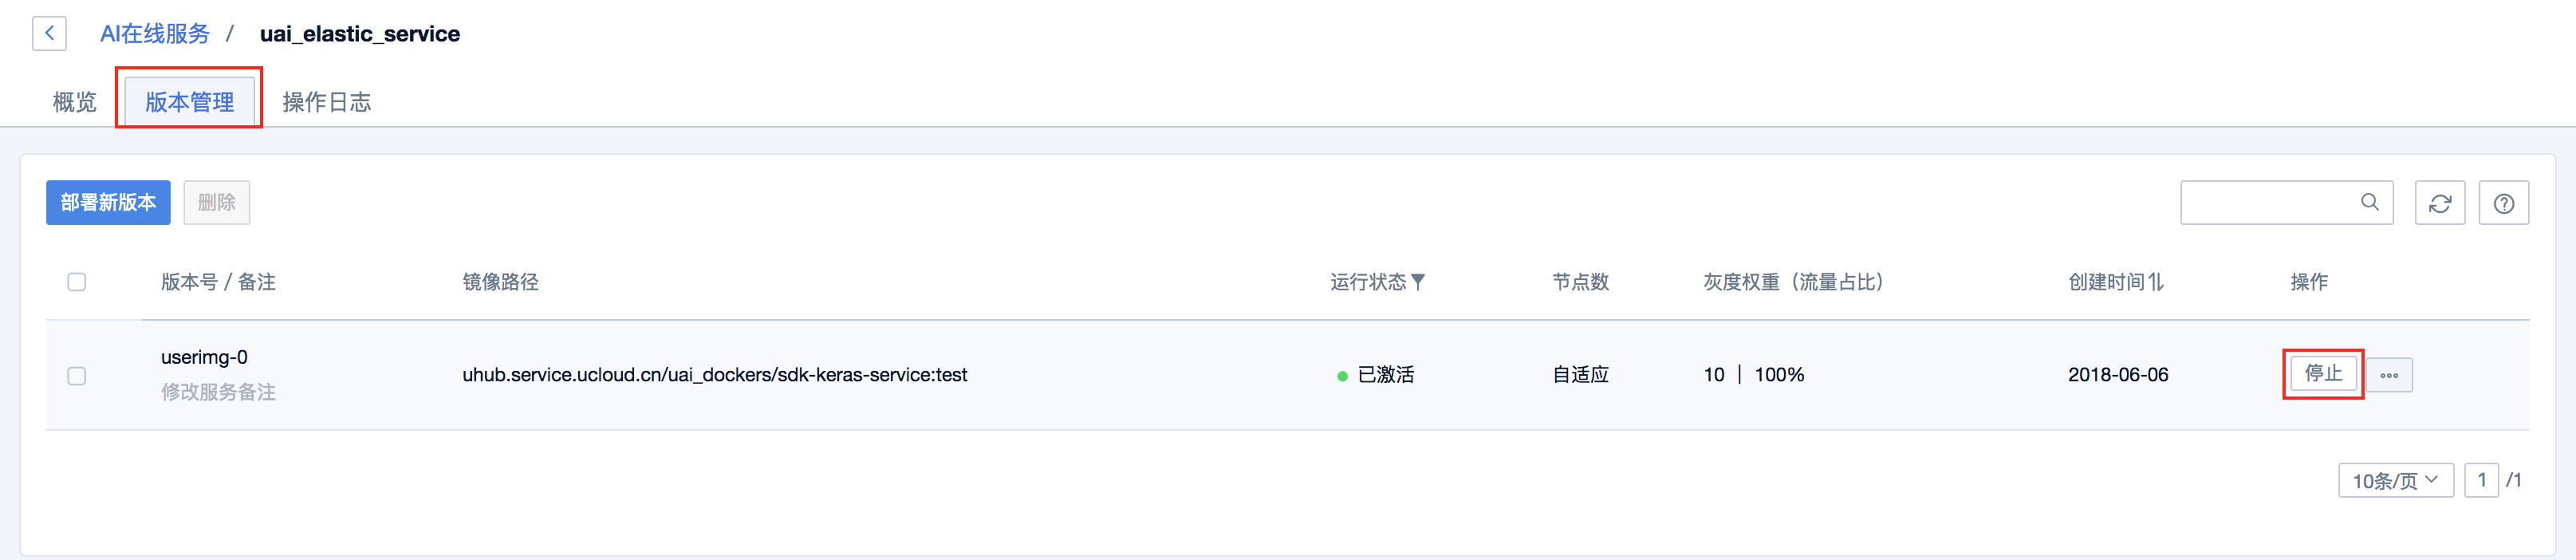 AI在线服务 / uai_elastic_service
概览 版本管理 操作日志
部署新版本 删除
版本号 / 备注 镜像路径 运行状态 节点数 灰度权重（流量占比） 创建时间 操作
userimg-0
修改服务备注
uhub.service.ucloud.cn/uai_dockers/sdk-keras-service:test 已激活 自适应 10 | 100% 2018-06-06 停止
10条/页 1 /1